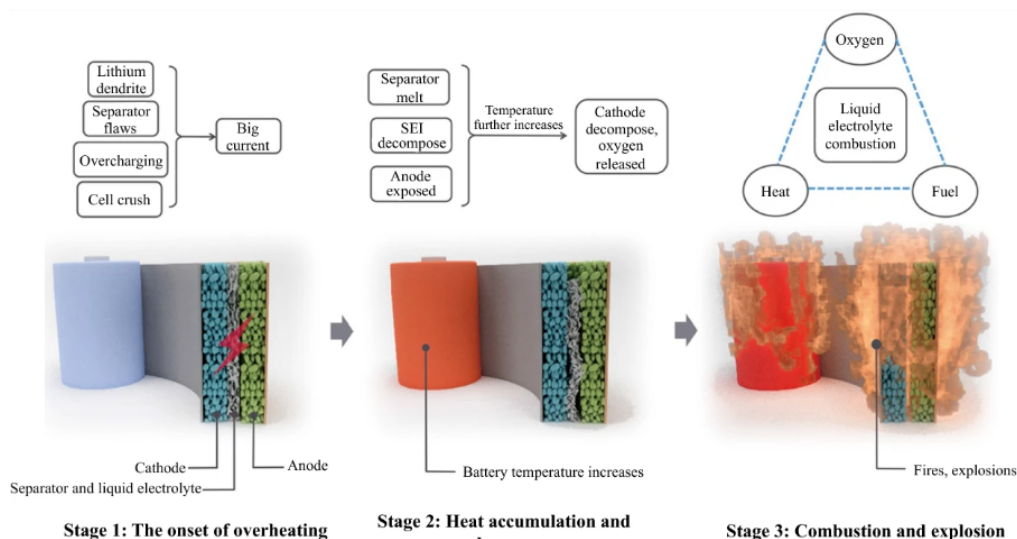 Lithium
dendrite
Separator
flaws
Overcharging
Cell crush
Big
current
Cathode
Anode
Separator and liquid electrolyte
Stage 1: The onset of overheating
Separator
melt
SEI
decompose
Anode
exposed
Temperature
further increases
Cathode
decompose,
oxygen
released
Battery temperature increases
Stage 2: Heat accumulation and
Oxygen
Liquid
electrolyte
combustion
Heat
Fuel
Fires, explosions
Stage 3: Combustion and explosion